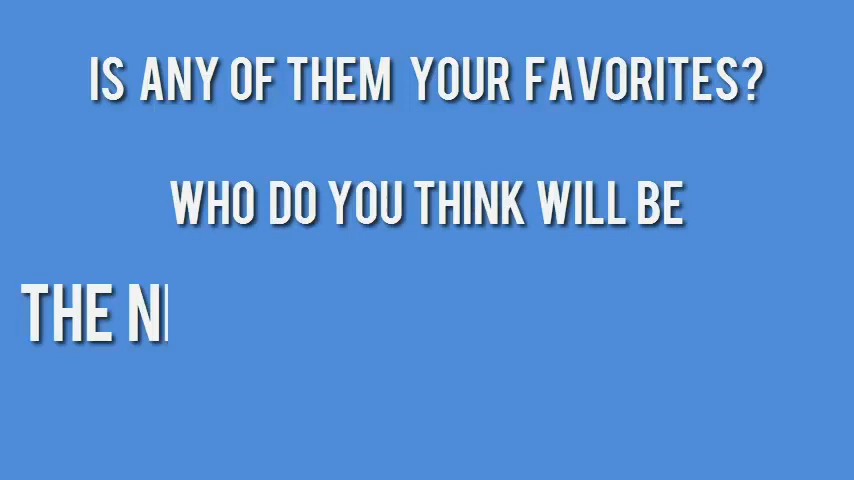 IS ANY OF THEM YOUR FAVORITES?
WHO DO YOU THINK WILL BE
THE